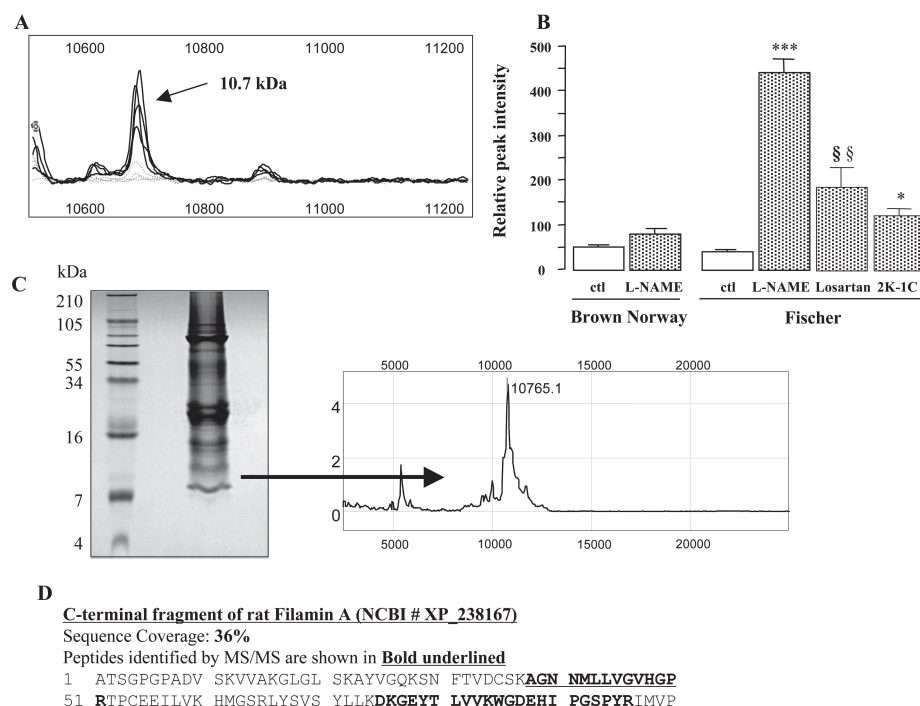 A
10600 10800 11000 11200
10.7 kDa
10600 10800 11000 11200
B
Relative peak intensity
500
400
300
200
100
0
***
§ §
*
ctl L-NAME ctl L-NAME Losartan 2K-1C
Brown Norway Fischer
C
kDa
210
105
55
34
16
7
4
5000 10000 15000 20000
10765.1
4
2
0
5000 10000 15000 20000
D
C-terminal fragment of rat Filamin A (NCBI # XP_238167)
Sequence Coverage: 36%
Peptides identified by MS/MS are shown in Bold underlined
1 ATSGPGPADV SKVVAKGLGL SKAYVGQKSN FTVDCSKAGN NMLLVGVHGP
51 RTPCEEILVK HMGSRLYSVS YLLKDKGEYT LVVKWGDEHI PGSPYRIMVP